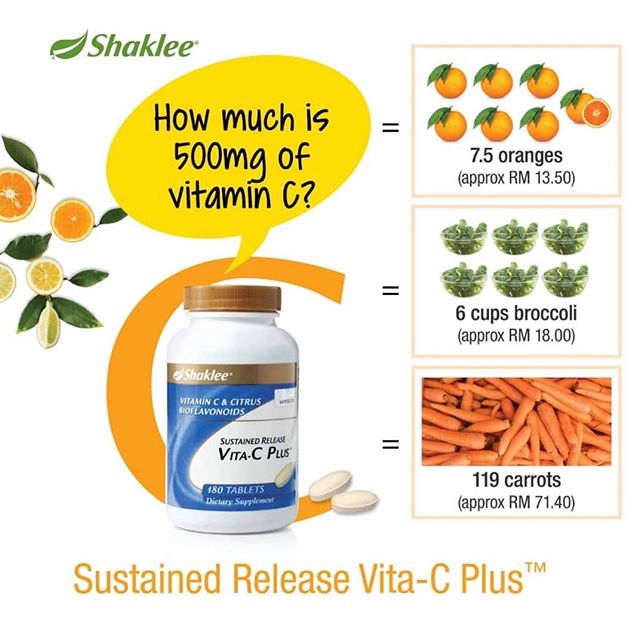 Shaklee®
How much is
500mg of
vitamin C?
=
7.5 oranges
(approx RM 13.50)
=
6 cups broccoli
(approx RM 18.00)
=
119 carrots
(approx RM 71.40)
Shaklee®
VITAMIN C & CITRUS
BIOFLAVONOIDS
SUSTAINED RELEASE
VITA-C PLUS™
180 TABLETS
Dietary Supplement
Sustained Release Vita-C Plus™